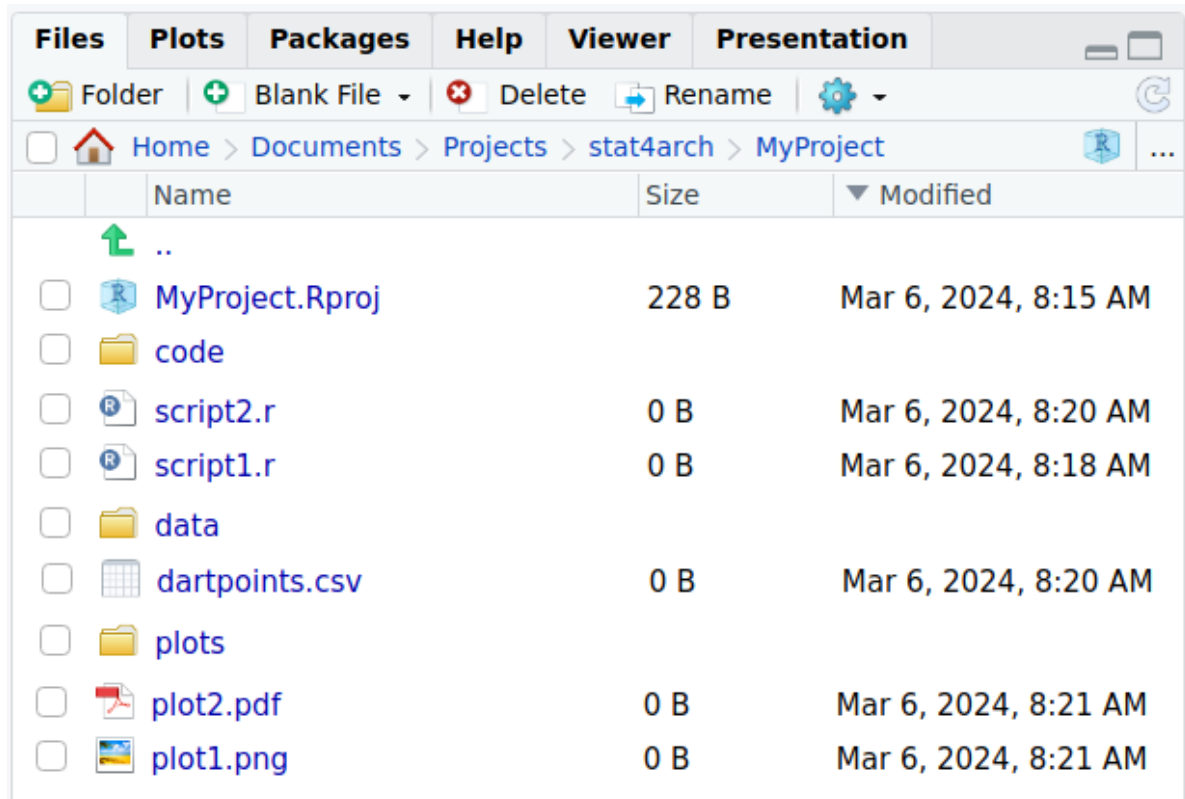 Files Plots Packages Help Viewer Presentation
Folder Blank File Delete Rename
Home > Documents > Projects > stat4arch > MyProject R ...
Name Size Modified
..
R MyProject.Rproj 228 B Mar 6, 2024, 8:15 AM
code
R script2.r 0 B Mar 6, 2024, 8:20 AM
R script1.r 0 B Mar 6, 2024, 8:18 AM
data
dartpoints.csv 0 B Mar 6, 2024, 8:20 AM
plots
plot2.pdf 0 B Mar 6, 2024, 8:21 AM
plot1.png 0 B Mar 6, 2024, 8:21 AM